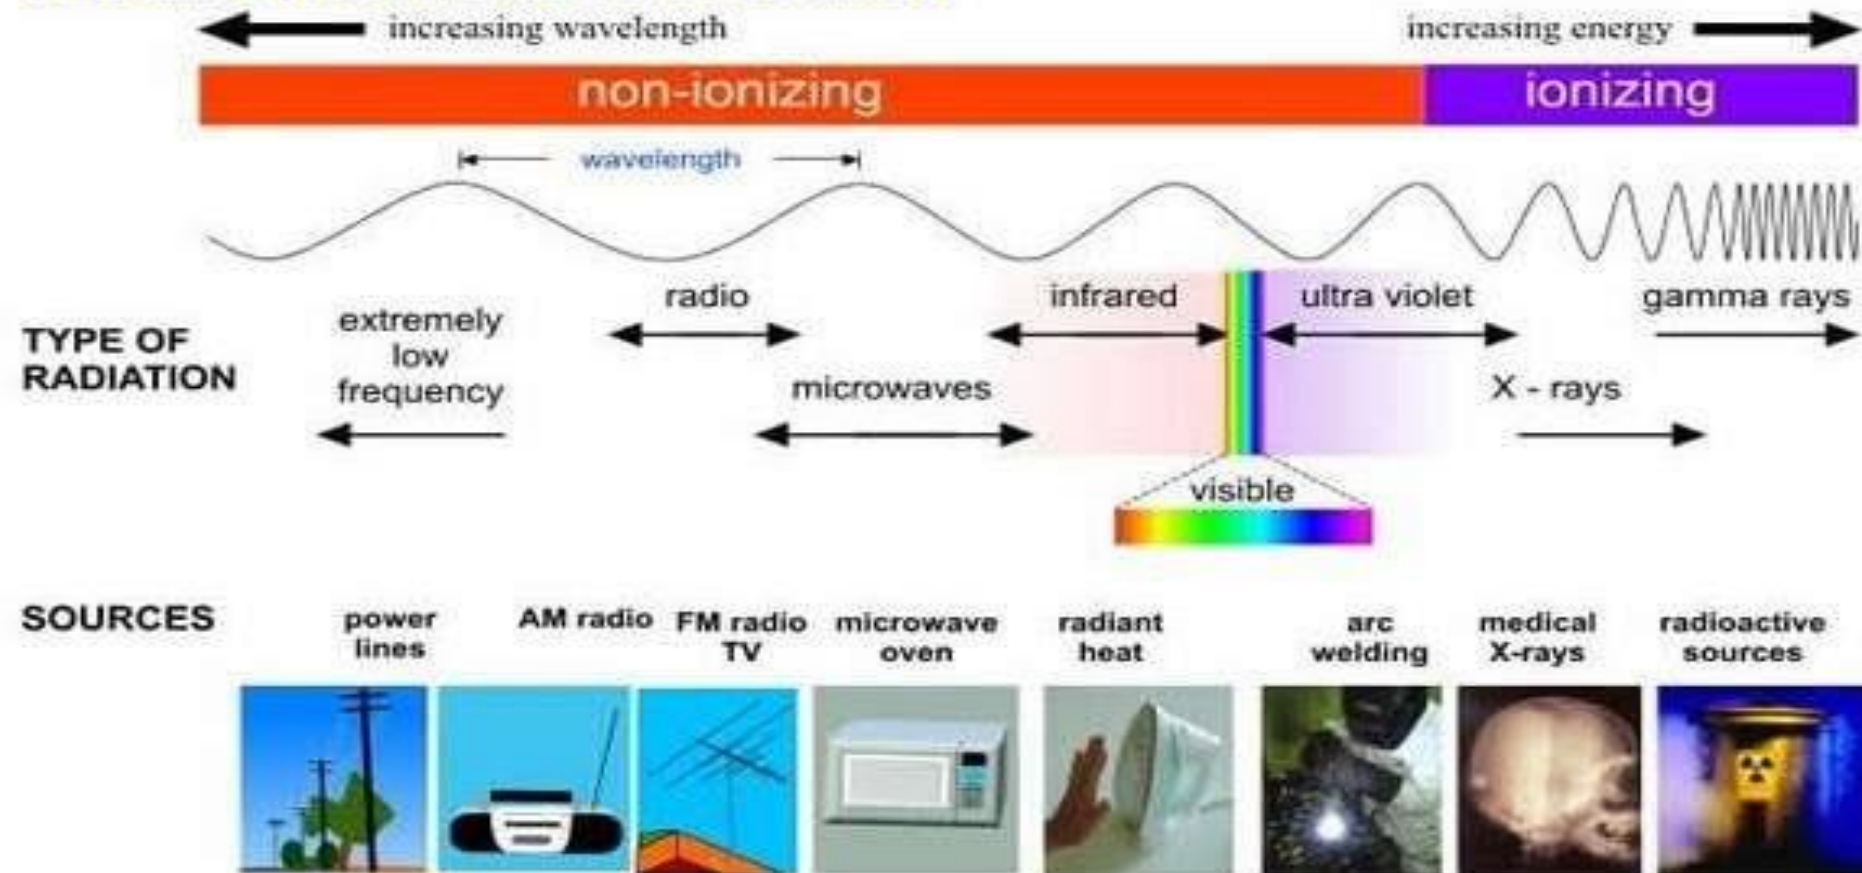 increasing wavelength
increasing energy
non-ionizing
ionizing
wavelength
TYPE OF
RADIATION
extremely
low
frequency
radio
microwaves
infrared
visible
ultra violet
X - rays
gamma rays
SOURCES
power
lines
AM radio
FM radio
TV
microwave
oven
radiant
heat
arc
welding
medical
X-rays
radioactive
sources